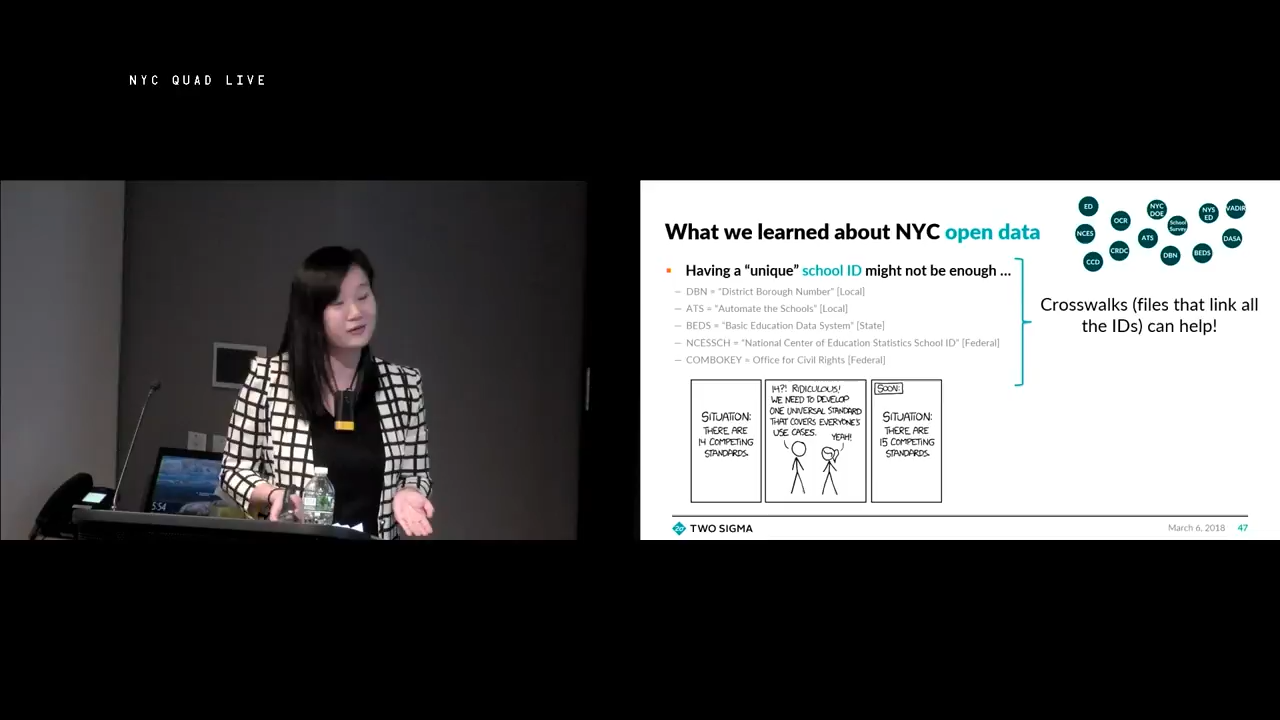 NYC QUAD LIVE
5:54
What we learned about NYC open data
▪ Having a “unique” school ID might not be enough ...
– DBN = “District Borough Number” [Local]
– ATS = “Automate the Schools” [Local]
– BEDS = “Basic Education Data System” [State]
– NCESSCH = “National Center of Education Statistics School ID” [Federal]
– COMBOKEY = Office for Civil Rights [Federal]
ED
OCR
NYC
DOE
School
Survey
NYS
ED
VADIR
NCES
ATS
DASA
CCD
CRDC
DBN
BEDS
Crosswalks (files that link all
the IDs) can help!
SITUATION:
THERE ARE
14 COMPETING
STANDARDS.
14?! RIDICULOUS!
WE NEED TO DEVELOP
ONE UNIVERSAL STANDARD
THAT COVERS EVERYONE'S
USE CASES.
YEAH!
SOON:
SITUATION:
THERE ARE
15 COMPETING
STANDARDS.
TWO SIGMA
March 6, 2018 47